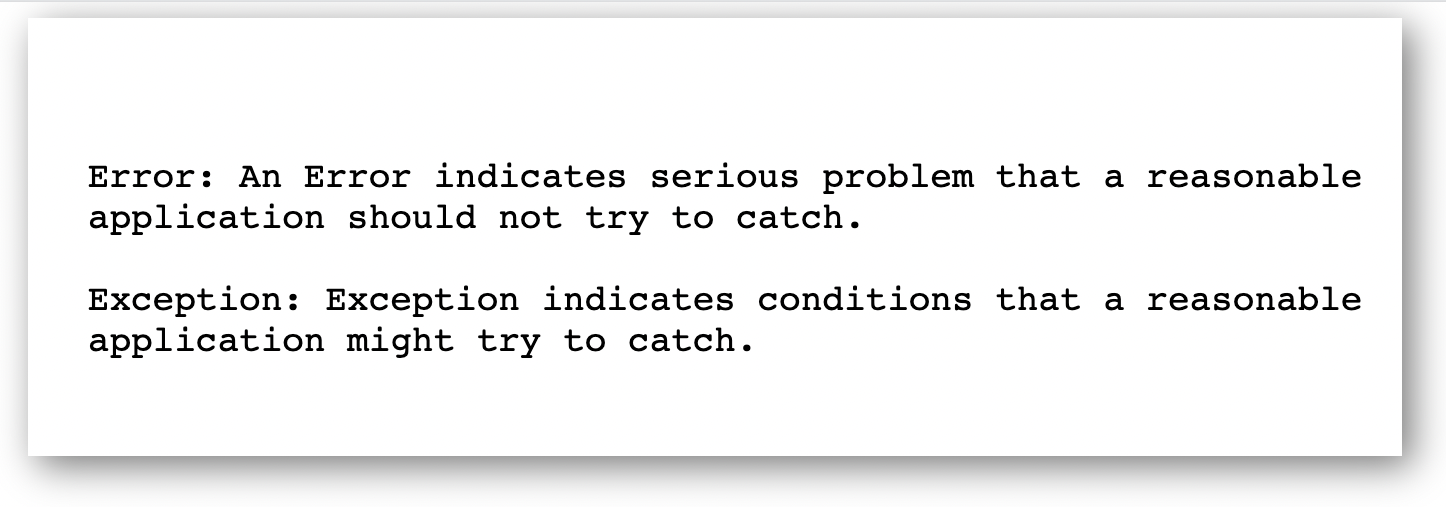 Error: An Error indicates serious problem that a reasonable
application should not try to catch.
Exception: Exception indicates conditions that a reasonable
application might try to catch.